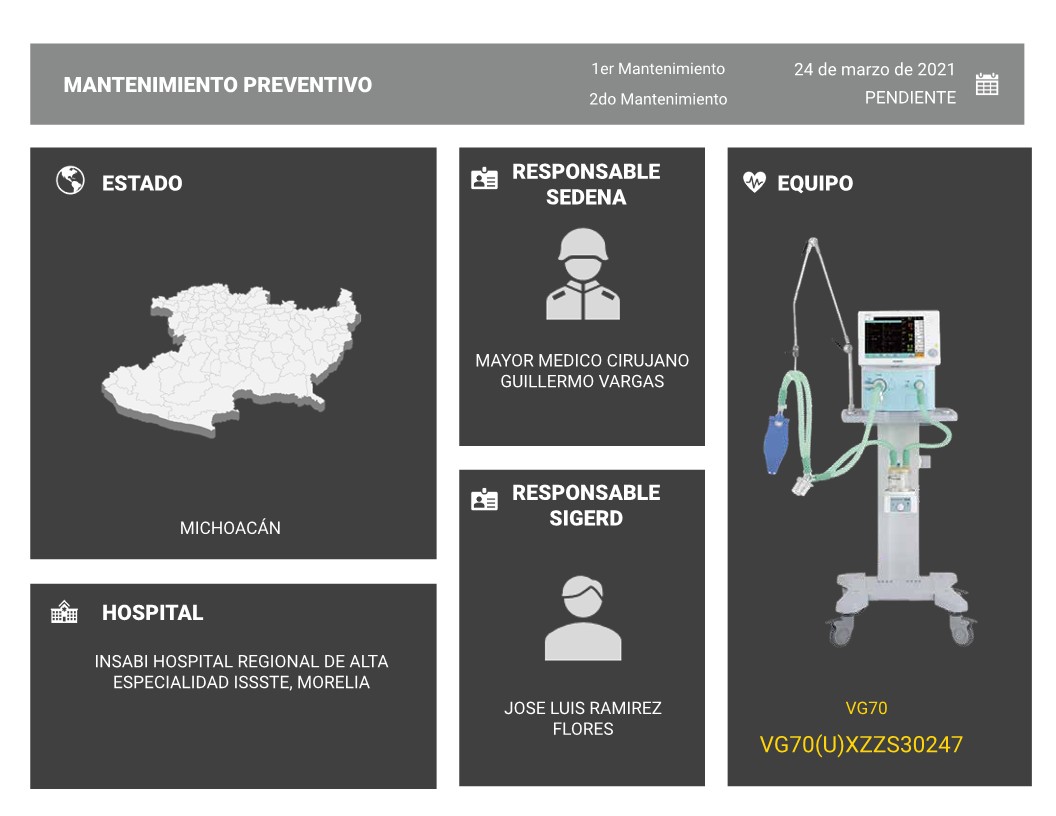 MANTENIMIENTO PREVENTIVO
1er Mantenimiento
24 de marzo de 2021
2do Mantenimiento
PENDIENTE
ESTADO
MICHOACÁN
HOSPITAL
INSABI HOSPITAL REGIONAL DE ALTA
ESPECIALIDAD ISSSTE, MORELIA
RESPONSABLE
SEDENA
MAYOR MEDICO CIRUJANO
GUILLERMO VARGAS
RESPONSABLE
SIGERD
JOSE LUIS RAMIREZ
FLORES
EQUIPO
VG70
VG70(U)XZZS30247